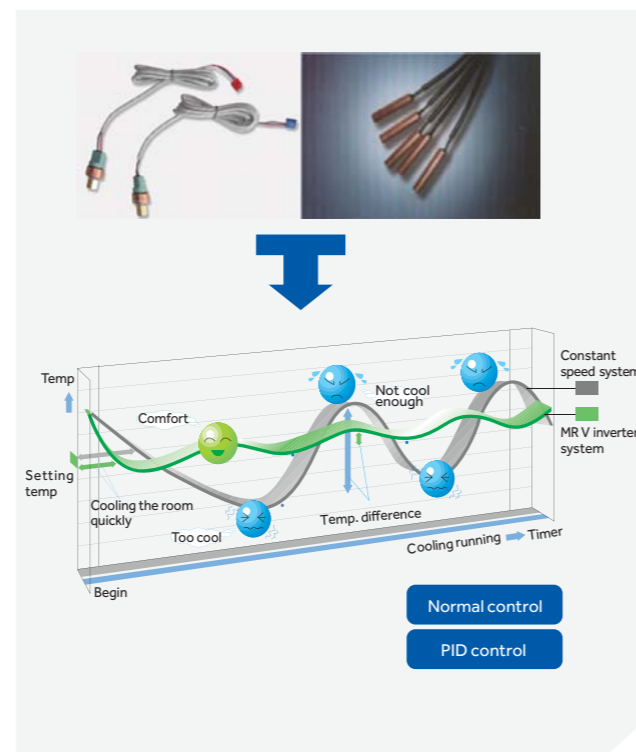 Temp
Comfort
Not cool
enough
Constant
speed system
MR V inverter
system
Setting
temp
Cooling the room
quickly
Too cool
Temp. difference
Cooling running
Timer
Begin
Normal control
PID control